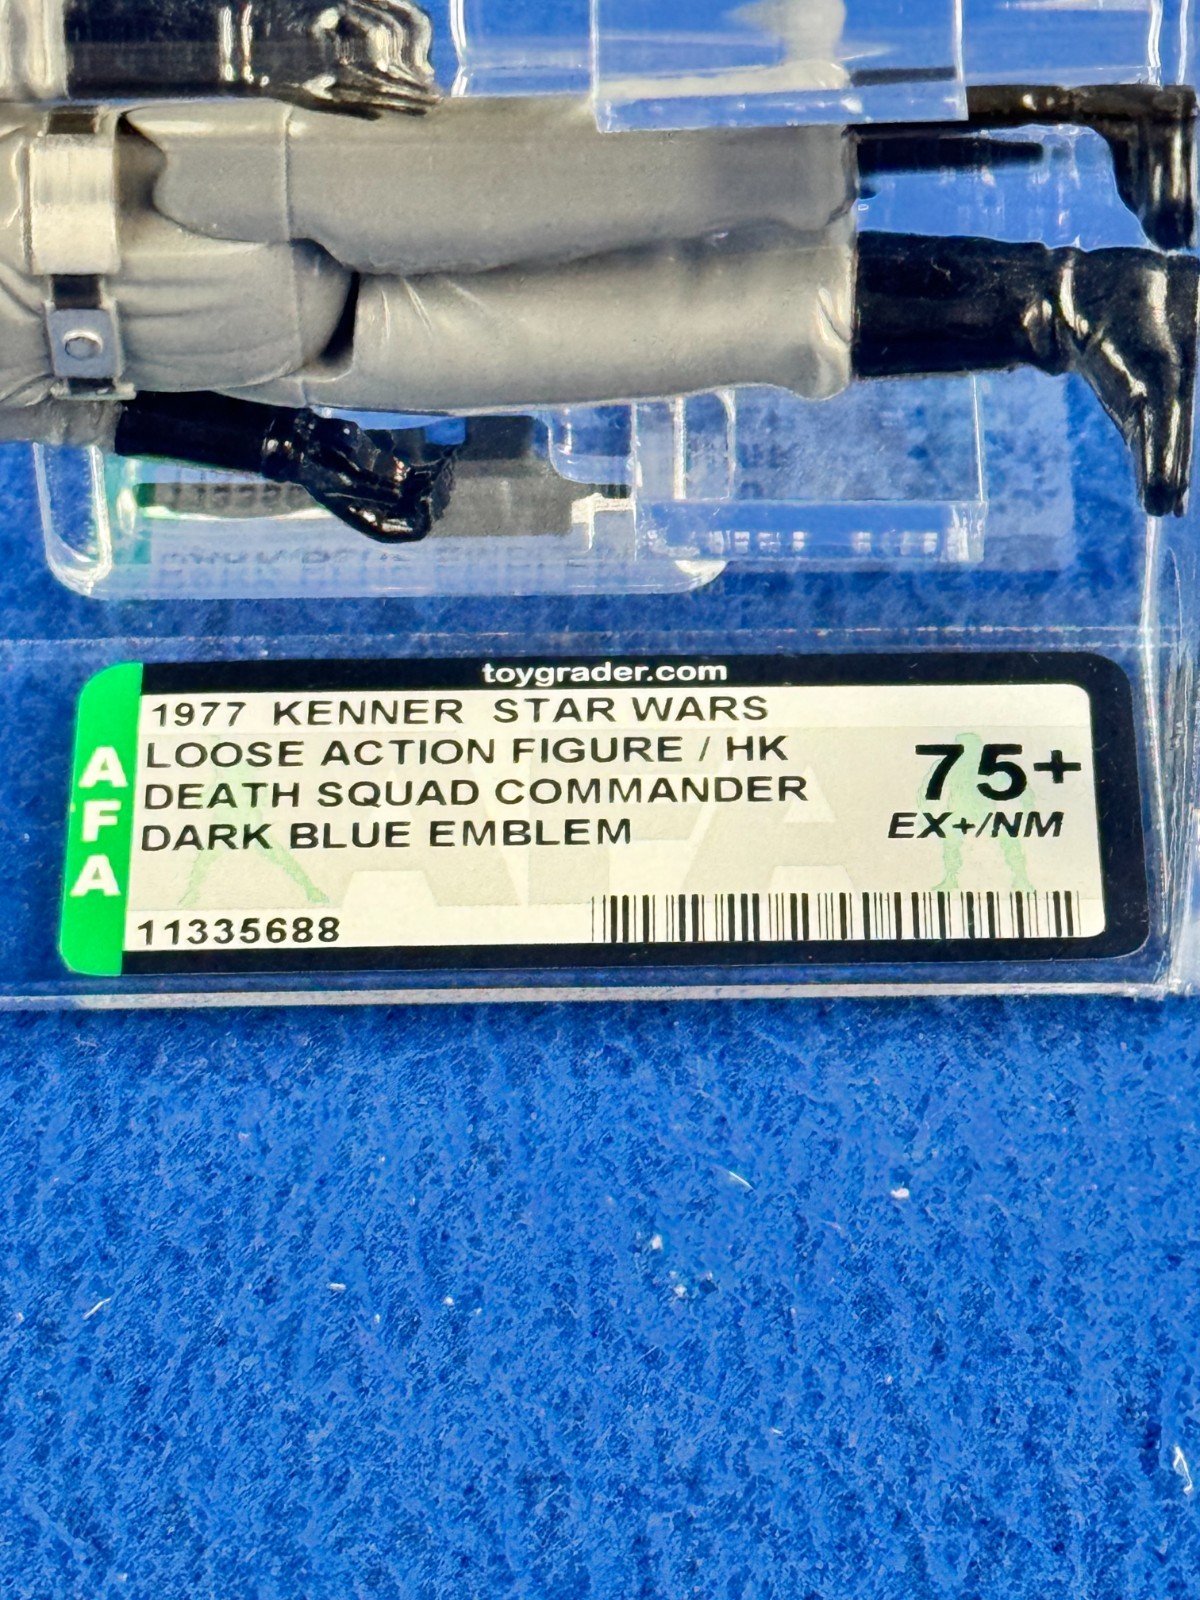 toygrader.com
AFA
1977 KENNER STAR WARS
LOOSE ACTION FIGURE / HK
DEATH SQUAD COMMANDER
DARK BLUE EMBLEM
75+
EX+/NM
11335688